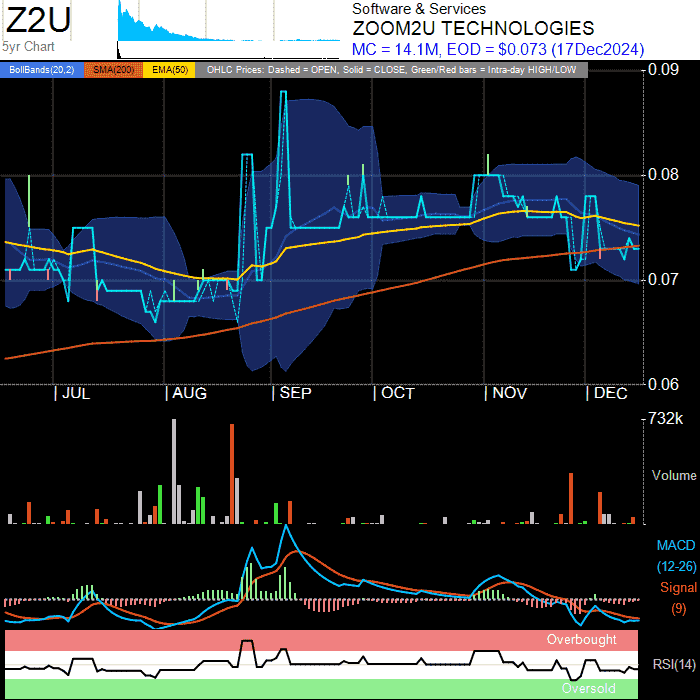 Z2U
5yr Chart
Software & Services
ZOOM2U TECHNOLOGIES
MC = 14.1M, EOD = $0.073 (17Dec2024)
BollBands(20,2) SMA(200) EMA(50) OHLC Prices: Dashed = OPEN, Solid = CLOSE, Green/Red bars = Intra-day HIGH/LOW
0.09
0.08
0.07
0.06
JUL AUG SEP OCT NOV DEC
732k
Volume
MACD
(12-26)
Signal
(9)
Overbought
RSI(14)
Oversold